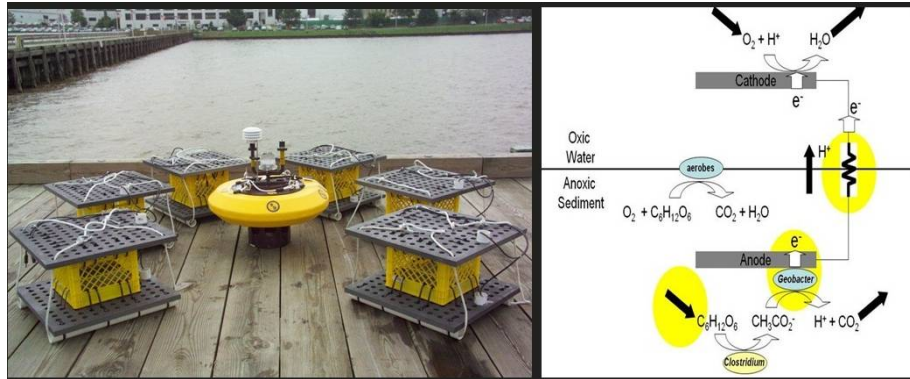 O₂ + H⁺
H₂O
Cathode
e⁻
e⁻
Oxic
Water
H⁺
aerobes
Anoxic
Sediment
O₂ + C₆H₁₂O₆
CO₂ + H₂O
e⁻
Anode
Geobacter
C₆H₁₂O₆
CH₃CO₂⁻
H⁺ + CO₂
Clostridium